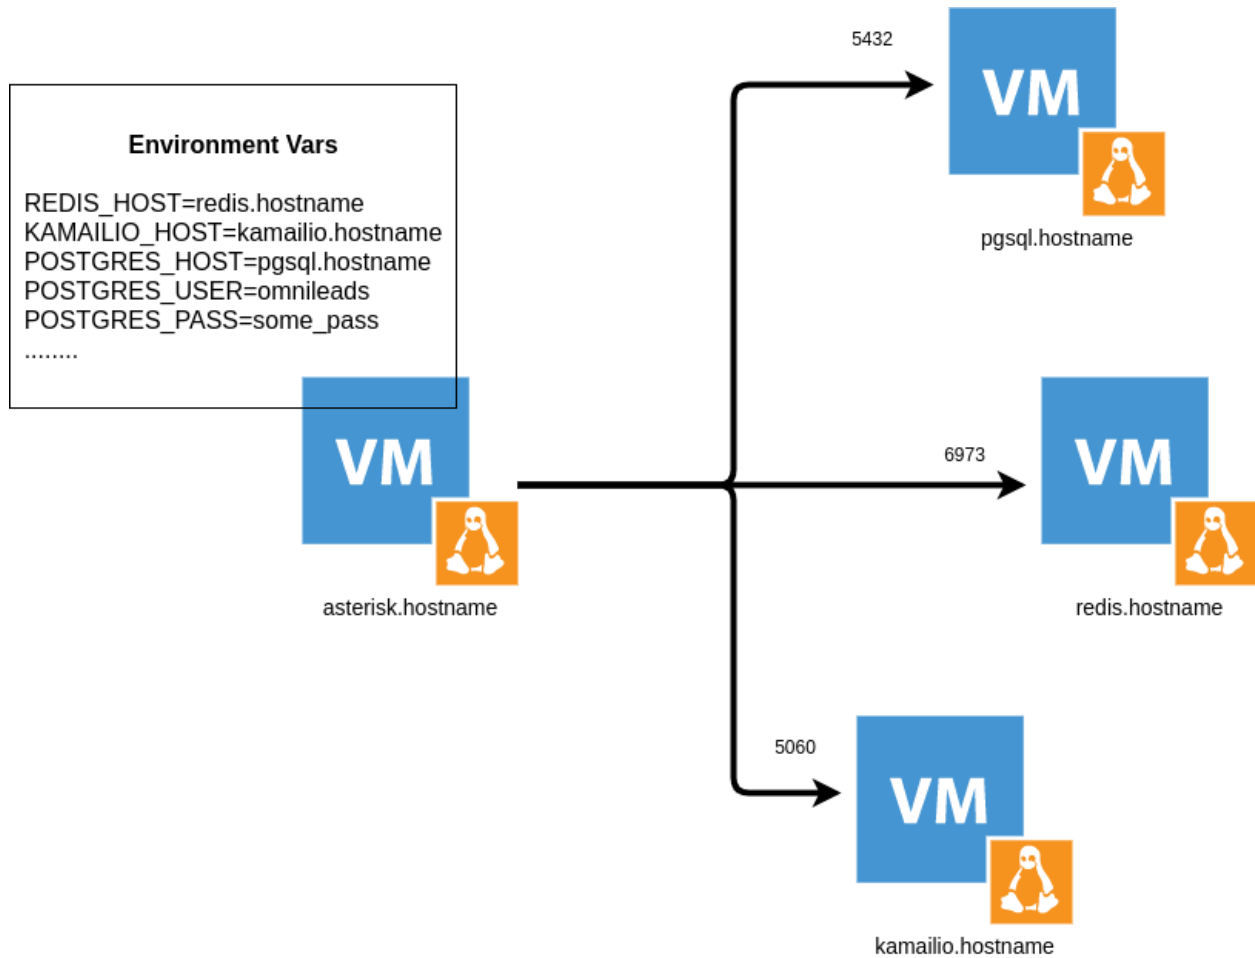 5432
VM
pgsql.hostname
Environment Vars
REDIS_HOST=redis.hostname
KAMAILIO_HOST=kamailio.hostname
POSTGRES_HOST=pgsql.hostname
POSTGRES_USER=omnileads
POSTGRES_PASS=some_pass
........
VM
asterisk.hostname
6973
VM
redis.hostname
5060
VM
kamailio.hostname